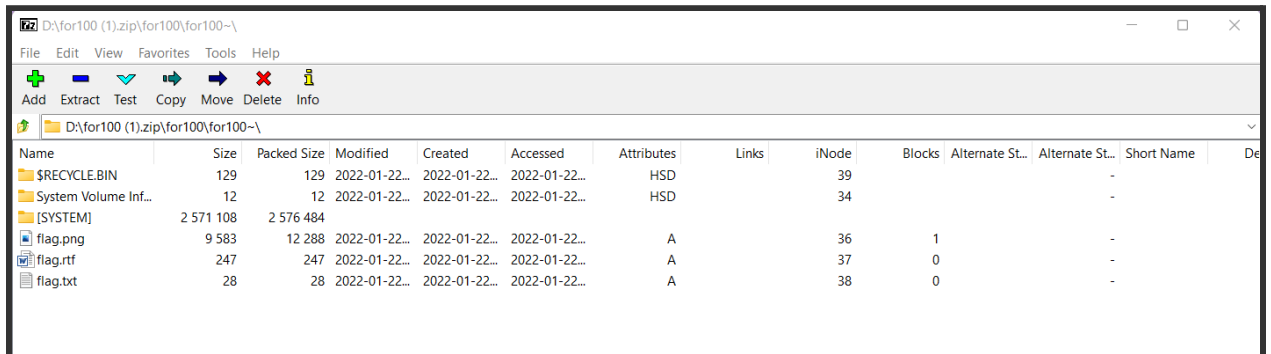 D:\for100 (1).zip\for100\for100~\
File Edit View Favorites Tools Help
Add Extract Test Copy Move Delete Info
D:\for100 (1).zip\for100\for100~\
Name Size Packed Size Modified Created Accessed Attributes Links iNode Blocks Alternate St... Alternate St... Short Name De
$RECYCLE.BIN 129 129 2022-01-22... 2022-01-22... 2022-01-22... HSD 39 -
System Volume Inf... 12 12 2022-01-22... 2022-01-22... 2022-01-22... HSD 34 -
[SYSTEM] 2 571 108 2 576 484
flag.png 9 583 12 288 2022-01-22... 2022-01-22... 2022-01-22... A 36 1 -
flag.rtf 247 247 2022-01-22... 2022-01-22... 2022-01-22... A 37 0 -
flag.txt 28 28 2022-01-22... 2022-01-22... 2022-01-22... A 38 0 -